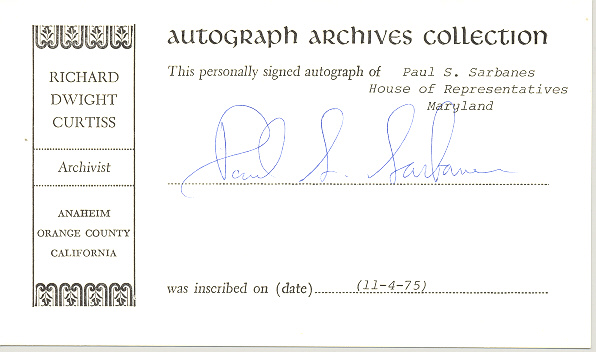 RICHARD
DWIGHT
CURTISS
Archivist
ANAHEIM
ORANGE COUNTY
CALIFORNIA
AUTOGRAPH ARCHIVES COLLECTION
This personally signed autograph of Paul S. Sarbanes
House of Representatives
Maryland
Paul S. Sarbanes
was inscribed on (date) (11-4-75)